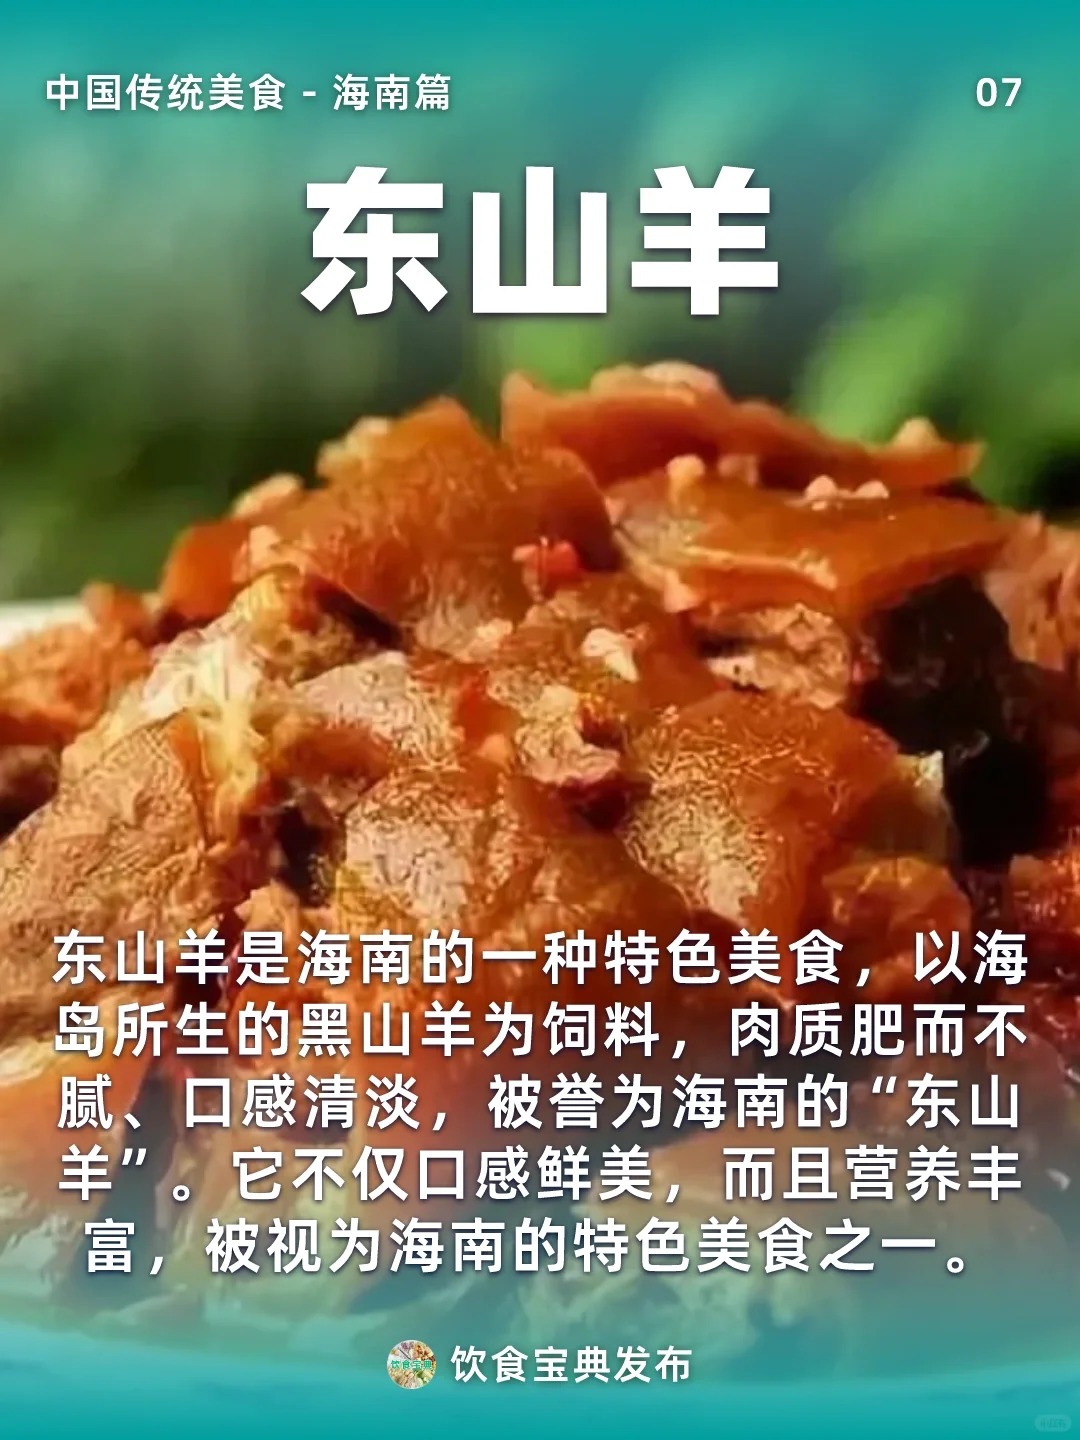 中国传统美食 - 海南篇
07
东山羊
东山羊是海南的一种特色美食，以海
岛所生的黑山羊为饲料，肉质肥而不
腻、口感清淡，被誉为海南的“东山
羊”。它不仅口感鲜美，而且营养丰
富，被视为海南的特色美食之一。
饮食宝典
饮食宝典发布